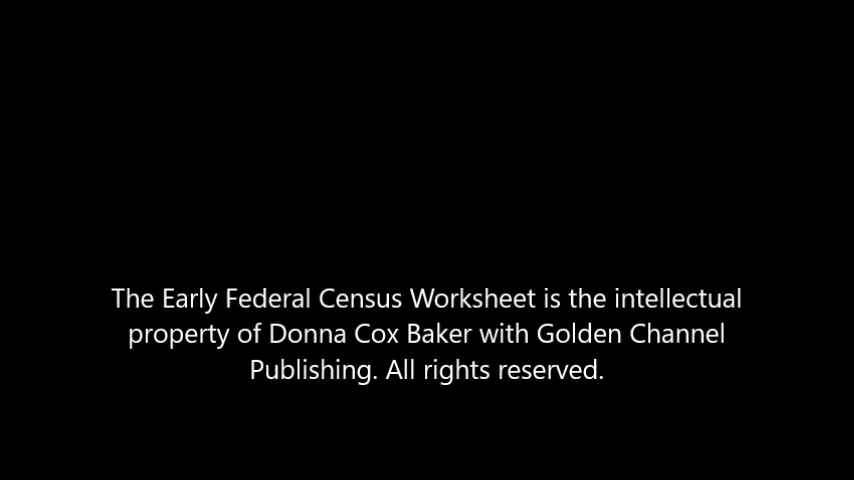 The Early Federal Census Worksheet is the intellectual
property of Donna Cox Baker with Golden Channel
Publishing. All rights reserved.